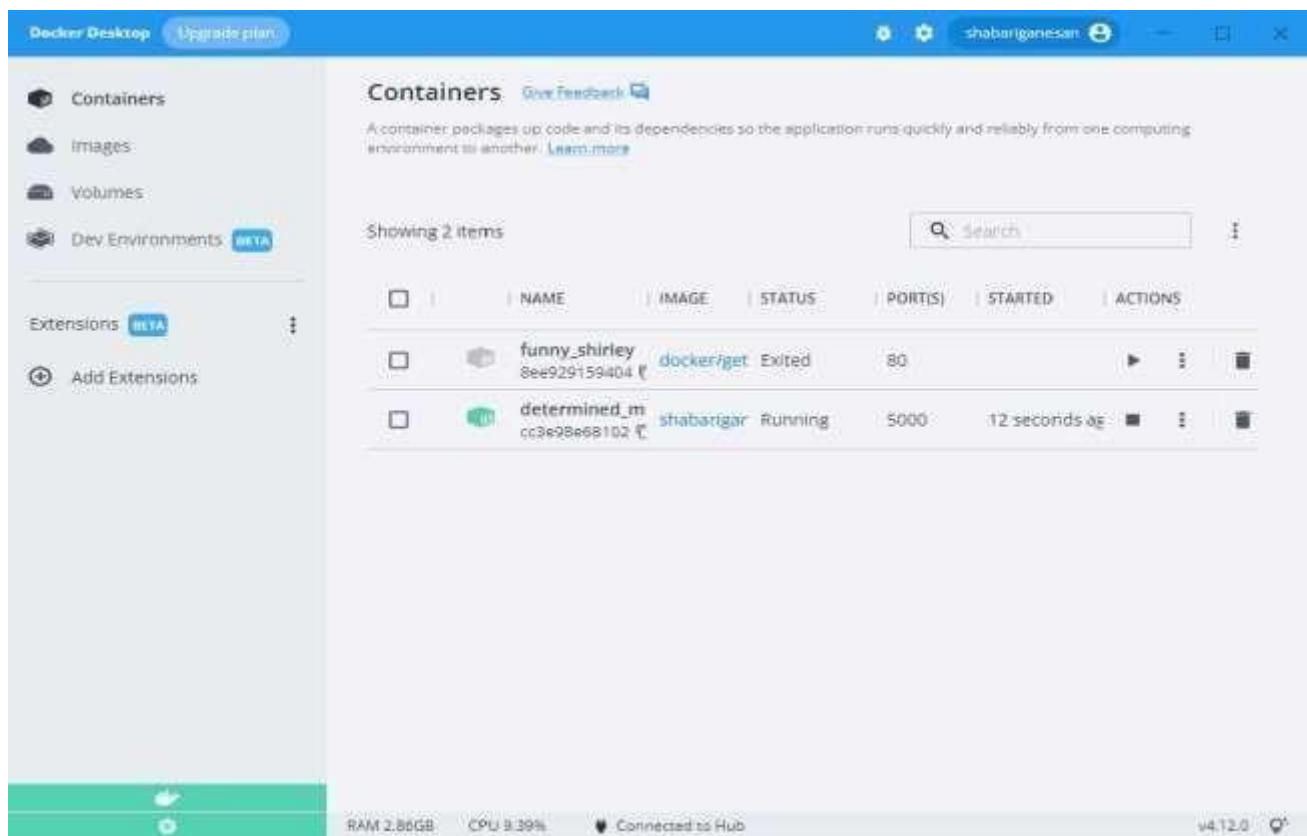 Docker Desktop Upgrade plan shabariganesan
Containers
Images
Volumes
Dev Environments BETA
Extensions BETA
Add Extensions
Containers Give Feedback
A container packages up code and its dependencies so the application runs quickly and reliably from one computing
environment to another. Learn more
Showing 2 items Search
NAME IMAGE STATUS PORT(S) STARTED ACTIONS
funny_shirley docker/get Exited 80
8ee929159404
determined_m shabarigar Running 5000 12 seconds ag
cc3e98e68102
RAM 2.86GB CPU 9.39% Connected to Hub v4.12.0